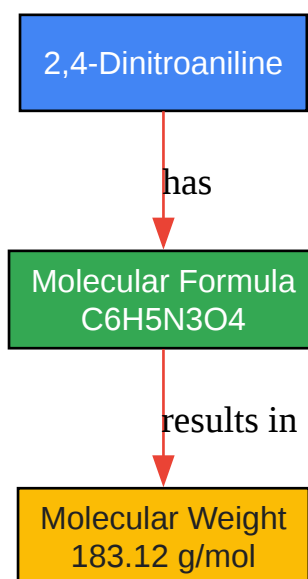 2,4-Dinitroaniline
has
Molecular Formula
C6H5N3O4
results in
Molecular Weight
183.12 g/mol